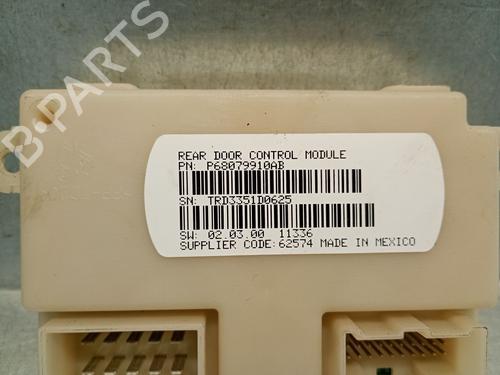 REAR DOOR CONTROL MODULE
PN: P68079910AB
SN: TRD3351D0625
SW: 02.03.00 11336
SUPPLIER CODE: 62574 MADE IN MEXICO
B-PARTS